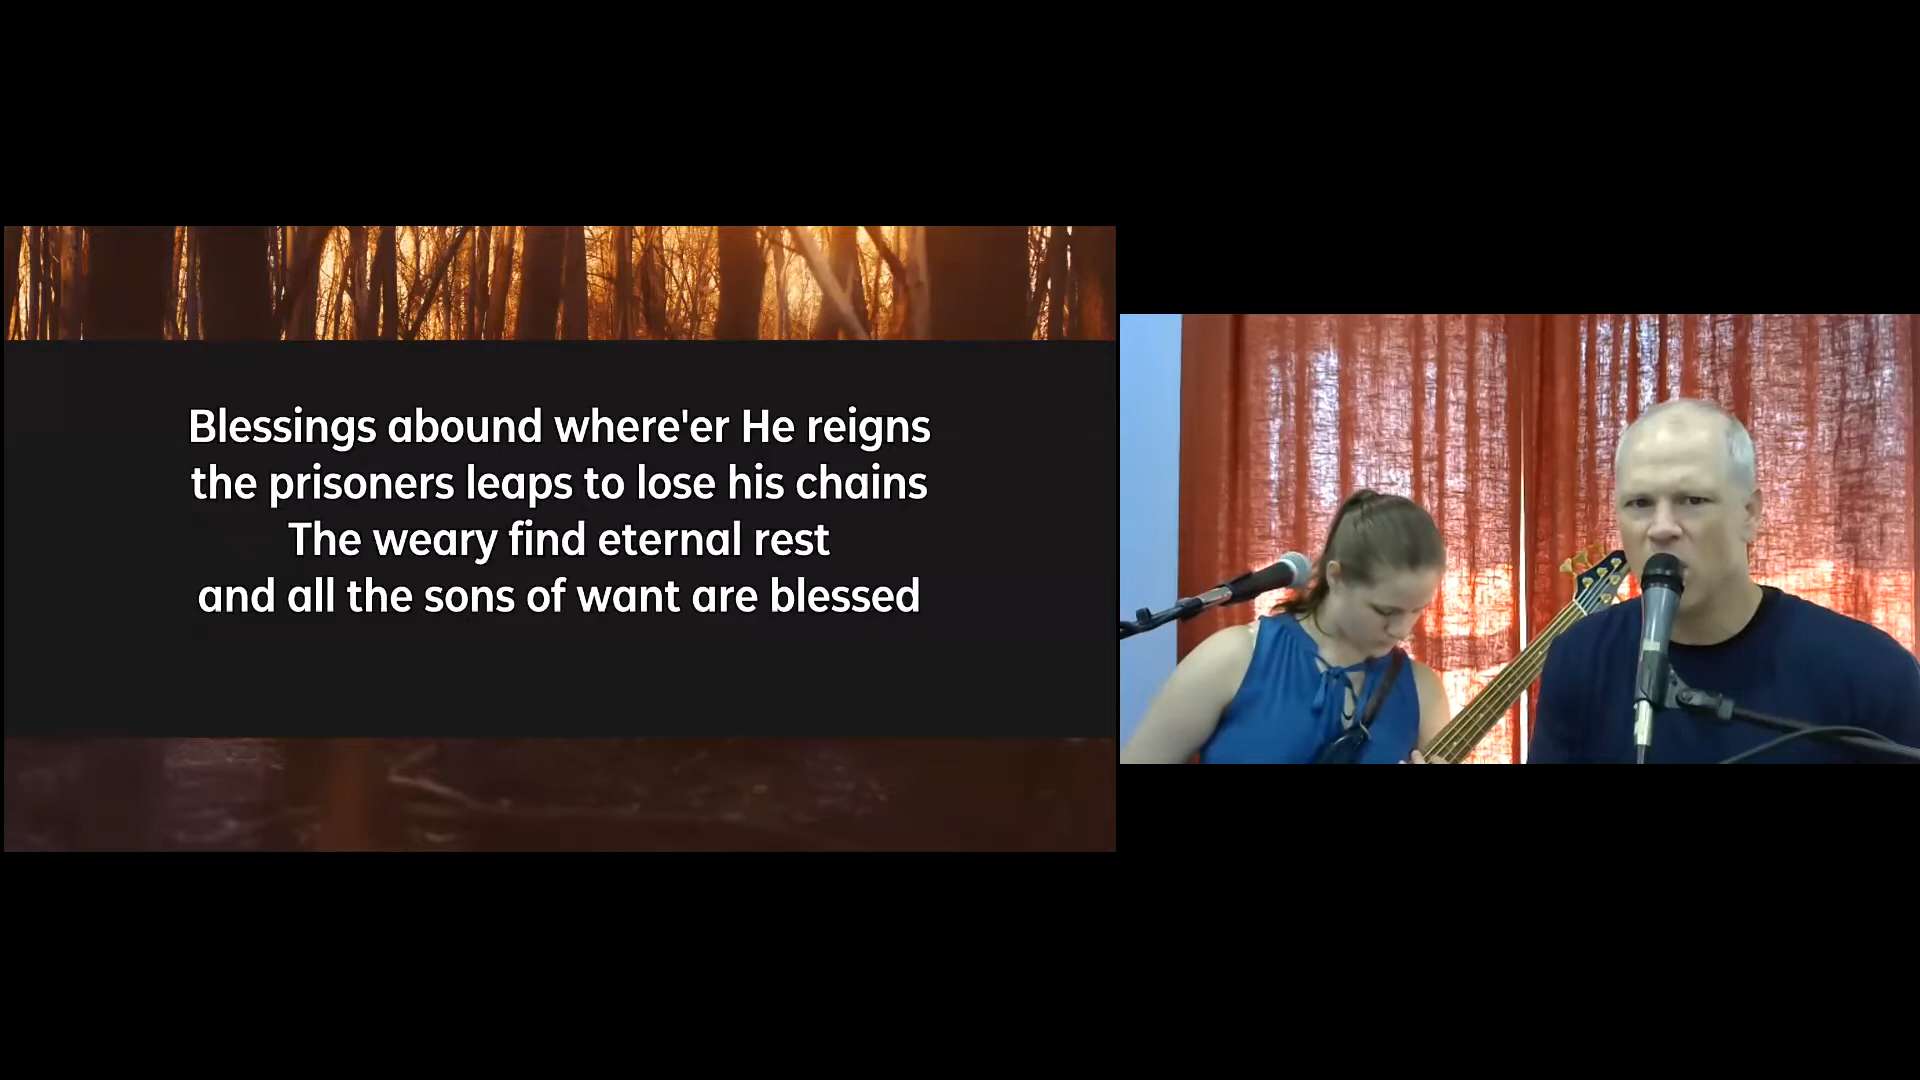 Blessings abound where'er He reigns
the prisoners leaps to lose his chains
The weary find eternal rest
and all the sons of want are blessed